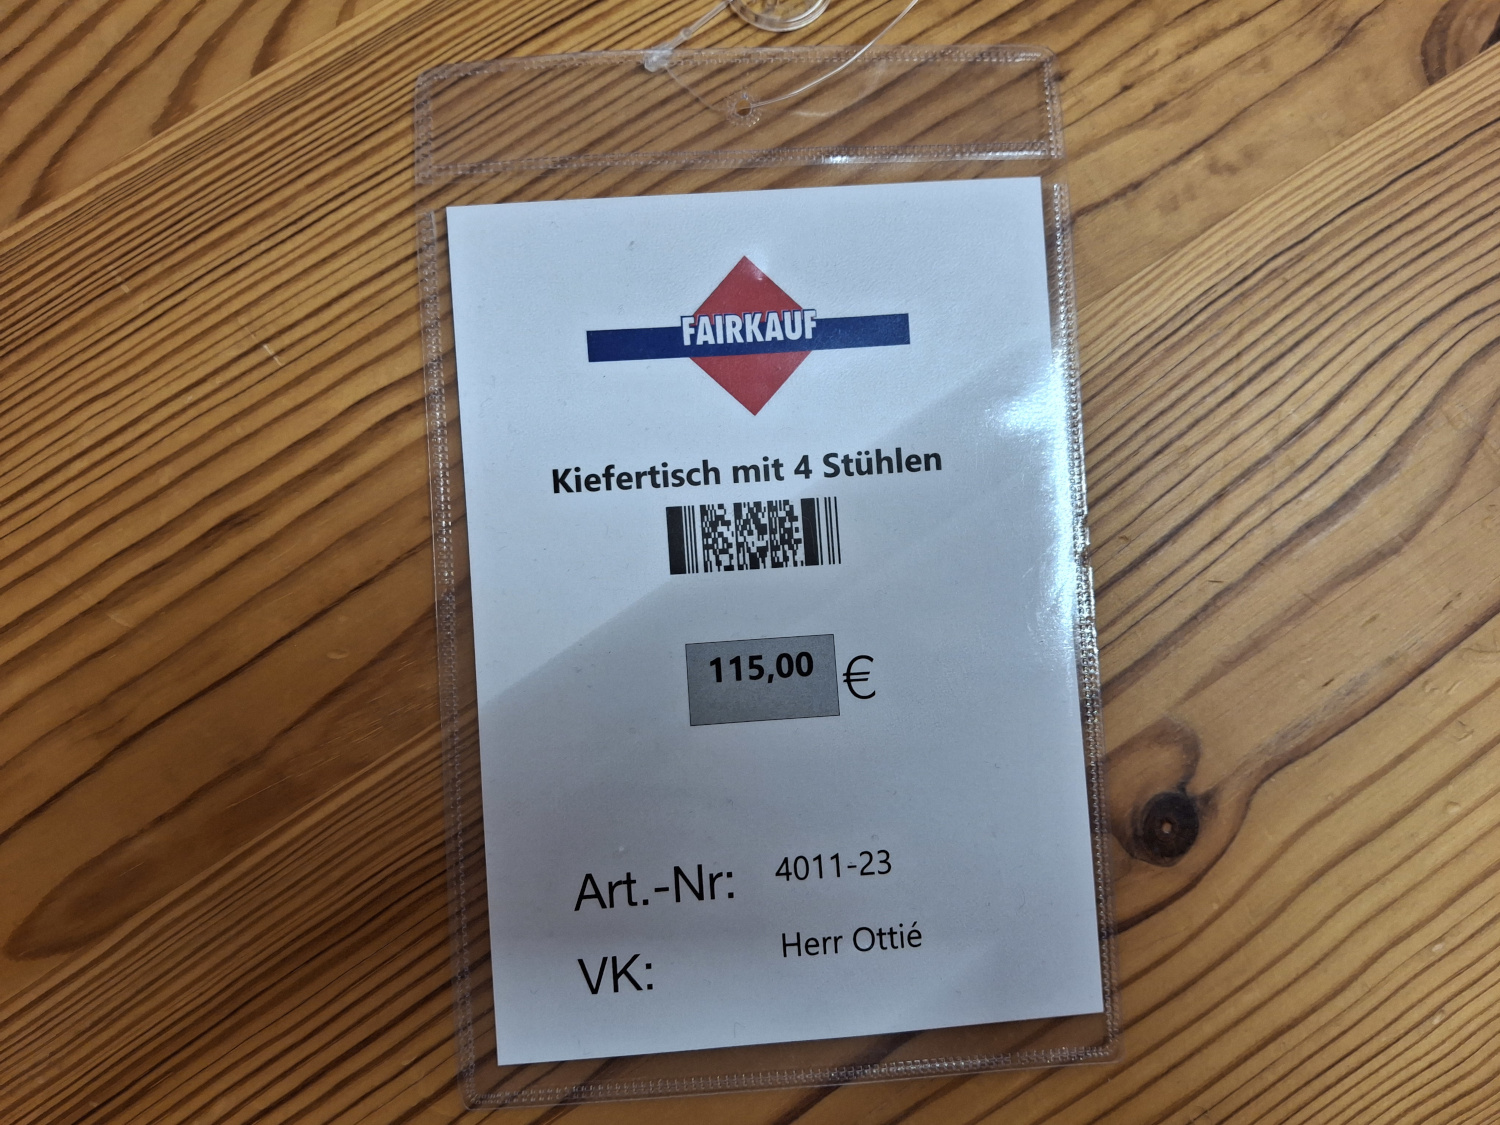 FAIRKAUF
Kiefertisch mit 4 Stühlen
115,00 €
Art.-Nr: 4011-23
VK: Herr Ottié